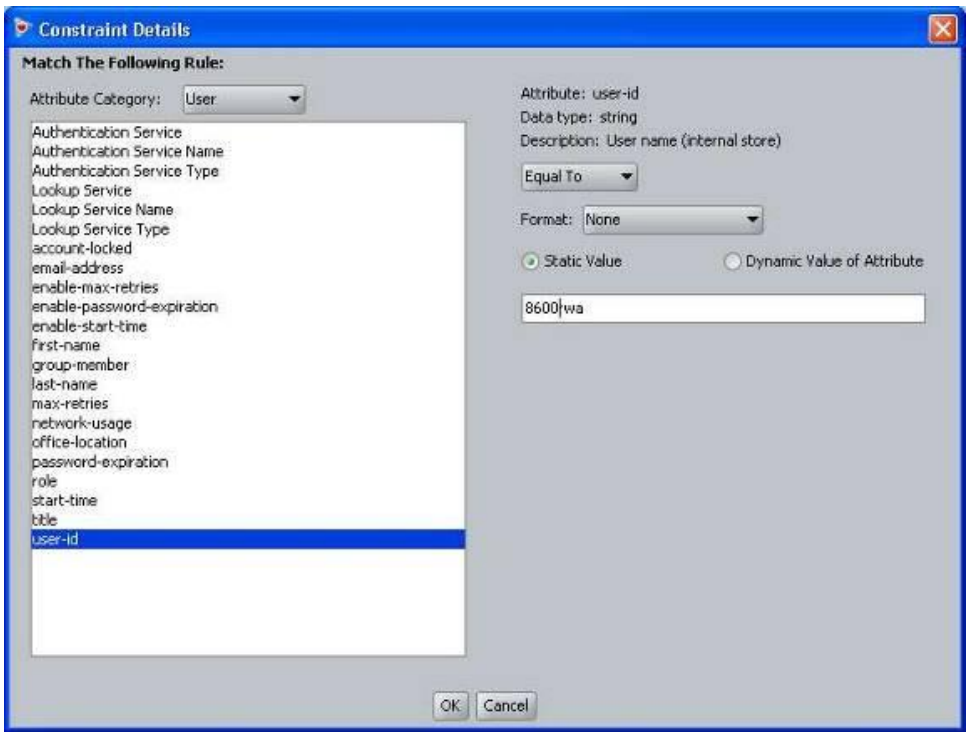 Constraint Details
Match The Following Rule:
Attribute Category: User
Authentication Service
Authentication Service Name
Authentication Service Type
Lookup Service
Lookup Service Name
Lookup Service Type
account-locked
email-address
enable-max-retries
enable-password-expiration
enable-start-time
first-name
group-member
last-name
max-retries
network-usage
office-location
password-expiration
role
start-time
title
user-id
Attribute: user-id
Data type: string
Description: User name (internal store)
Equal To
Format: None
Static Value Dynamic Value of Attribute
8600rwa
OK Cancel